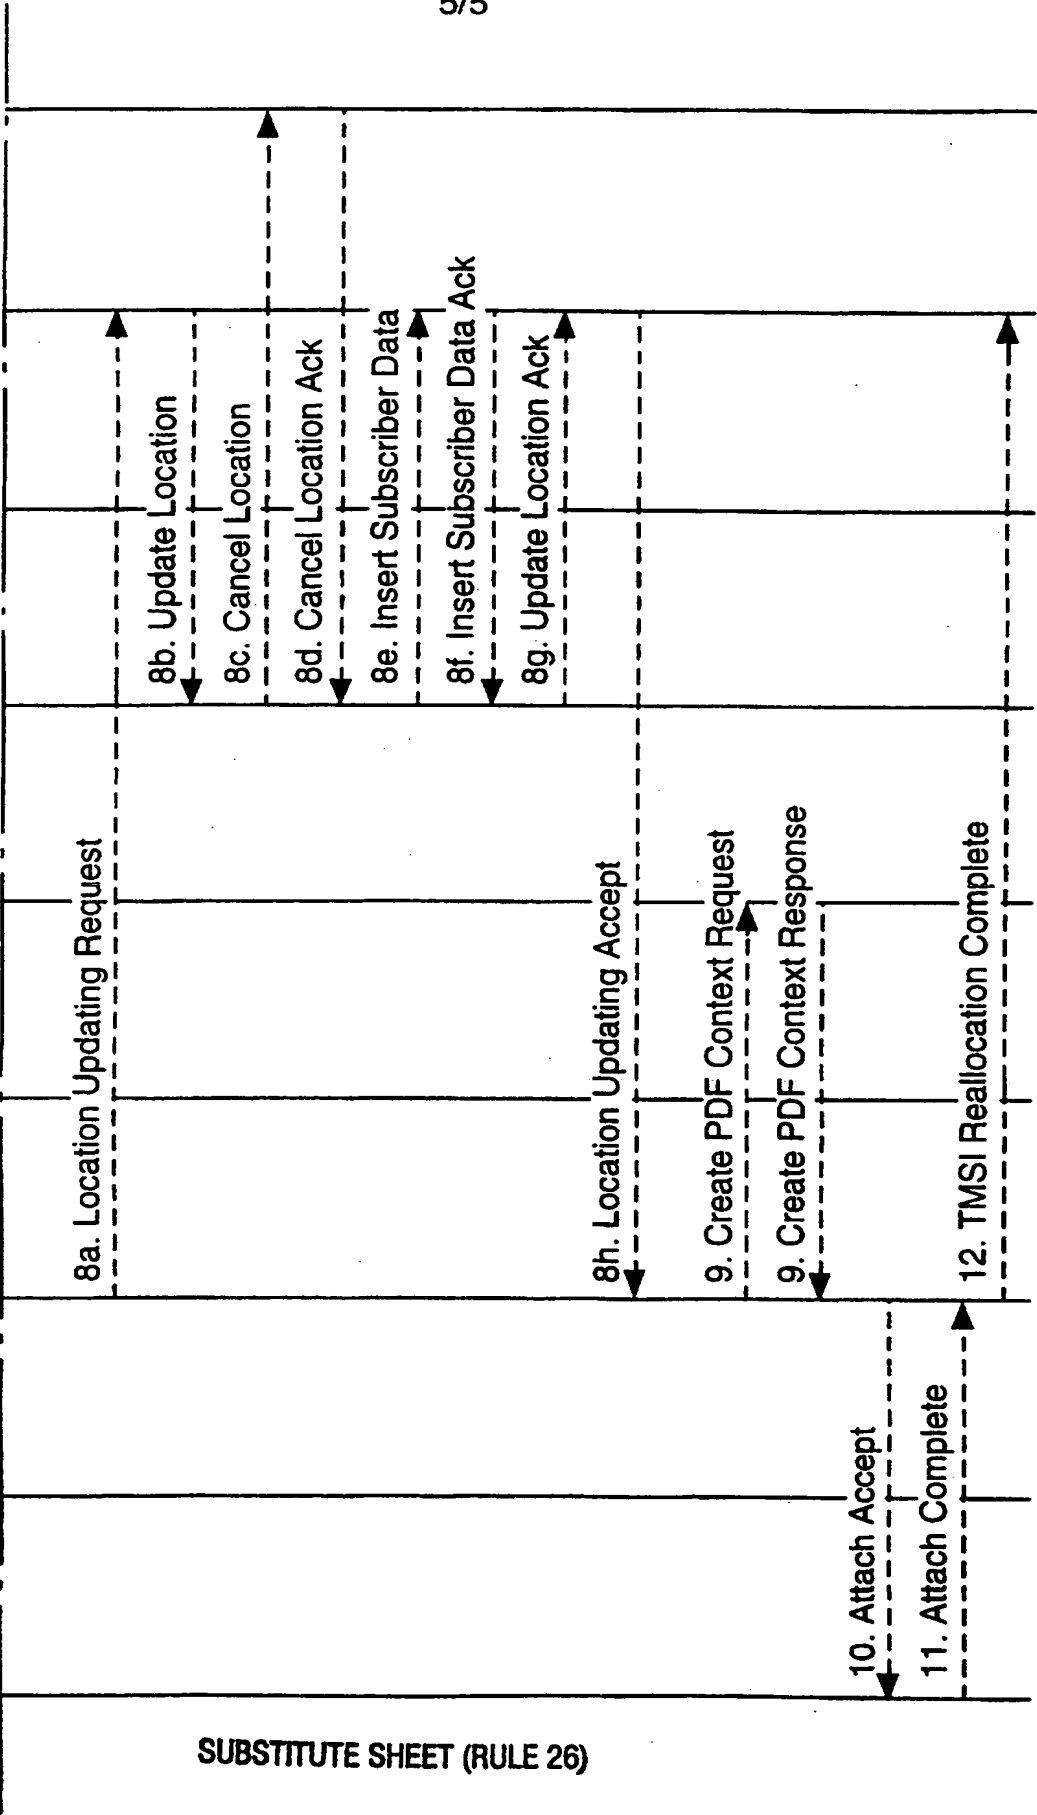 5/5
8a. Location Updating Request
8b. Update Location
8c. Cancel Location
8d. Cancel Location Ack
8e. Insert Subscriber Data
8f. Insert Subscriber Data Ack
8g. Update Location Ack
8h. Location Updating Accept
9. Create PDF Context Request
9. Create PDF Context Response
10. Attach Accept
11. Attach Complete
12. TMSI Reallocation Complete
SUBSTITUTE SHEET (RULE 26)